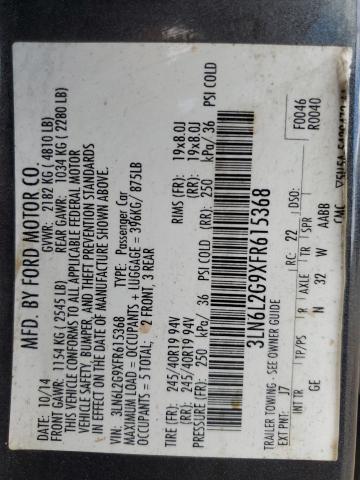 MFD. BY FORD MOTOR CO.
DATE: 10/14 GVWR: 2182 KG ( 4810 LB)
FRONT GAWR: 1154 KG ( 2545 LB) REAR GAWR: 1034 KG ( 2280 LB)
THIS VEHICLE CONFORMS TO ALL APPLICABLE FEDERAL MOTOR
VEHICLE SAFETY, BUMPER, AND THEFT PREVENTION STANDARDS
IN EFFECT ON THE DATE OF MANUFACTURE SHOWN ABOVE.
VIN: 3LN6L2G9XFR615368 TYPE: Passenger Car
MAXIMUM LOAD = OCCUPANTS + LUGGAGE = 396KG/ 875LB
OCCUPANTS = 5 TOTAL; 2 FRONT, 3 REAR
TIRE (FR): 245/40R19 94V RIMS (FR): 19x8.0J
(RR): 245/40R19 94V (RR): 19x8.0J
PRESSURE (FR): 250 kPa/ 36 PSI COLD (RR): 250 kPa/ 36 PSI COLD
3LN6L2G9XFR615368
TRAILER TOWING - SEE OWNER GUIDE
F0046
R0040
EXT PNT: J7 RC: 22 DSO:
INT TR TP/PS R AXLE TR SPR
GE N 32 W AABB